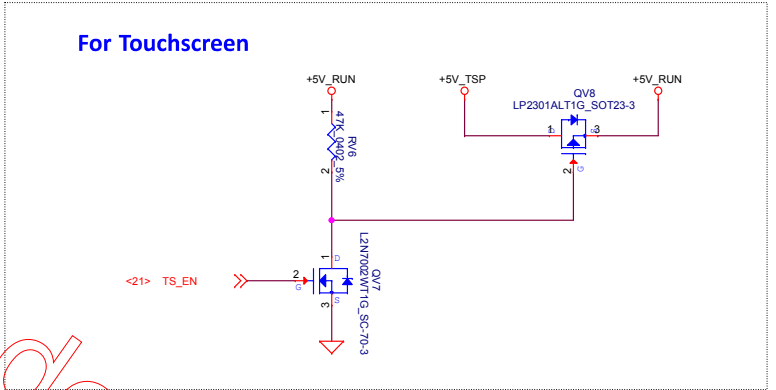 For Touchscreen
+5V_RUN
+5V_TSP
+5V_RUN
QV8
LP2301ALT1G_SOT23-3
1
D
3
S
2
G
1
RV6
47K_0402_5%
2
1
D
QV7
L2N7002WT1G_SC-70-3
<21> TS_EN
2
G
S
3